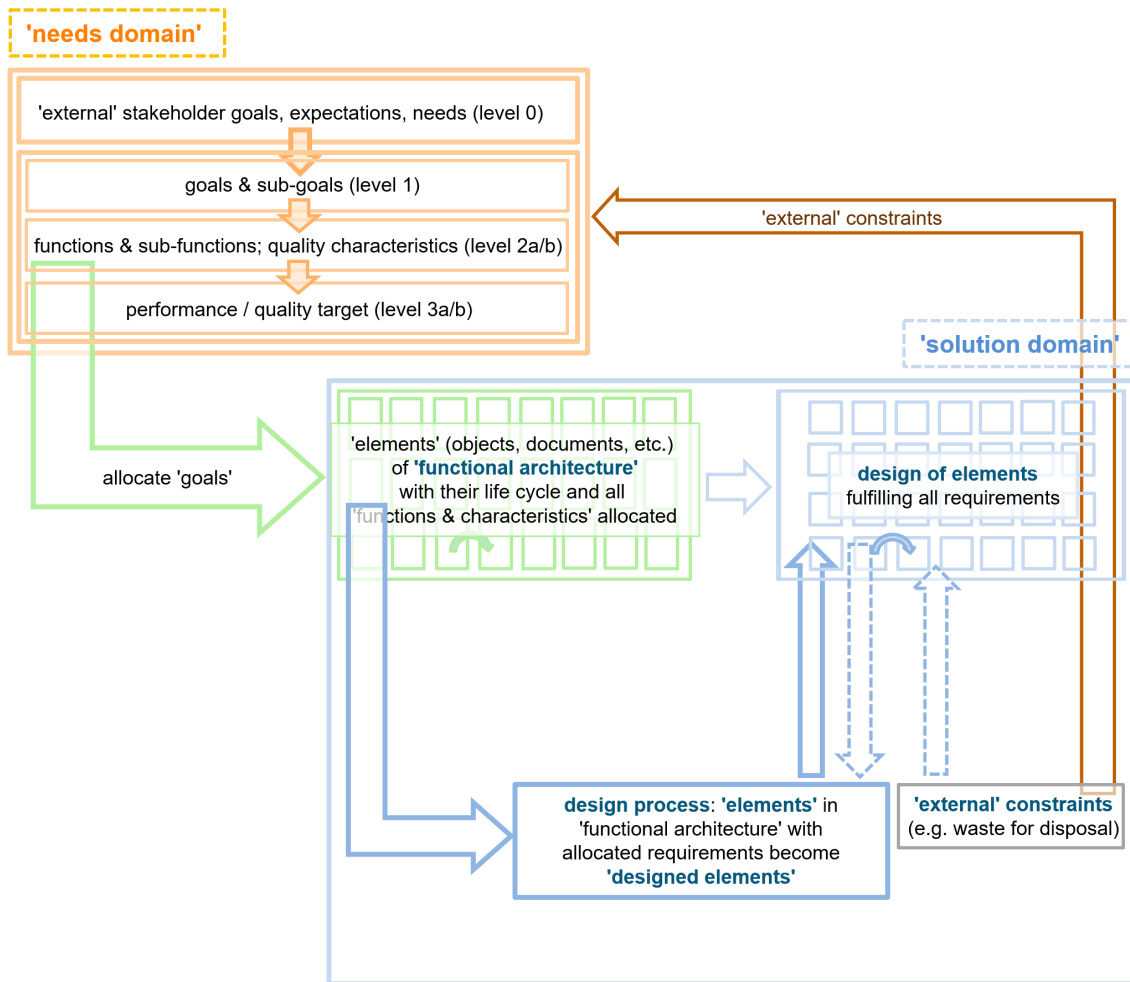 'needs domain'
'external' stakeholder goals, expectations, needs (level 0)
goals & sub-goals (level 1)
functions & sub-functions; quality characteristics (level 2a/b)
performance / quality target (level 3a/b)
'external' constraints
'solution domain'
allocate 'goals'
'elements' (objects, documents, etc.)
of 'functional architecture'
with their life cycle and all
'functions & characteristics' allocated
design of elements
fulfilling all requirements
design process: 'elements' in
'functional architecture' with
allocated requirements become
'designed elements'
'external' constraints
(e.g. waste for disposal)